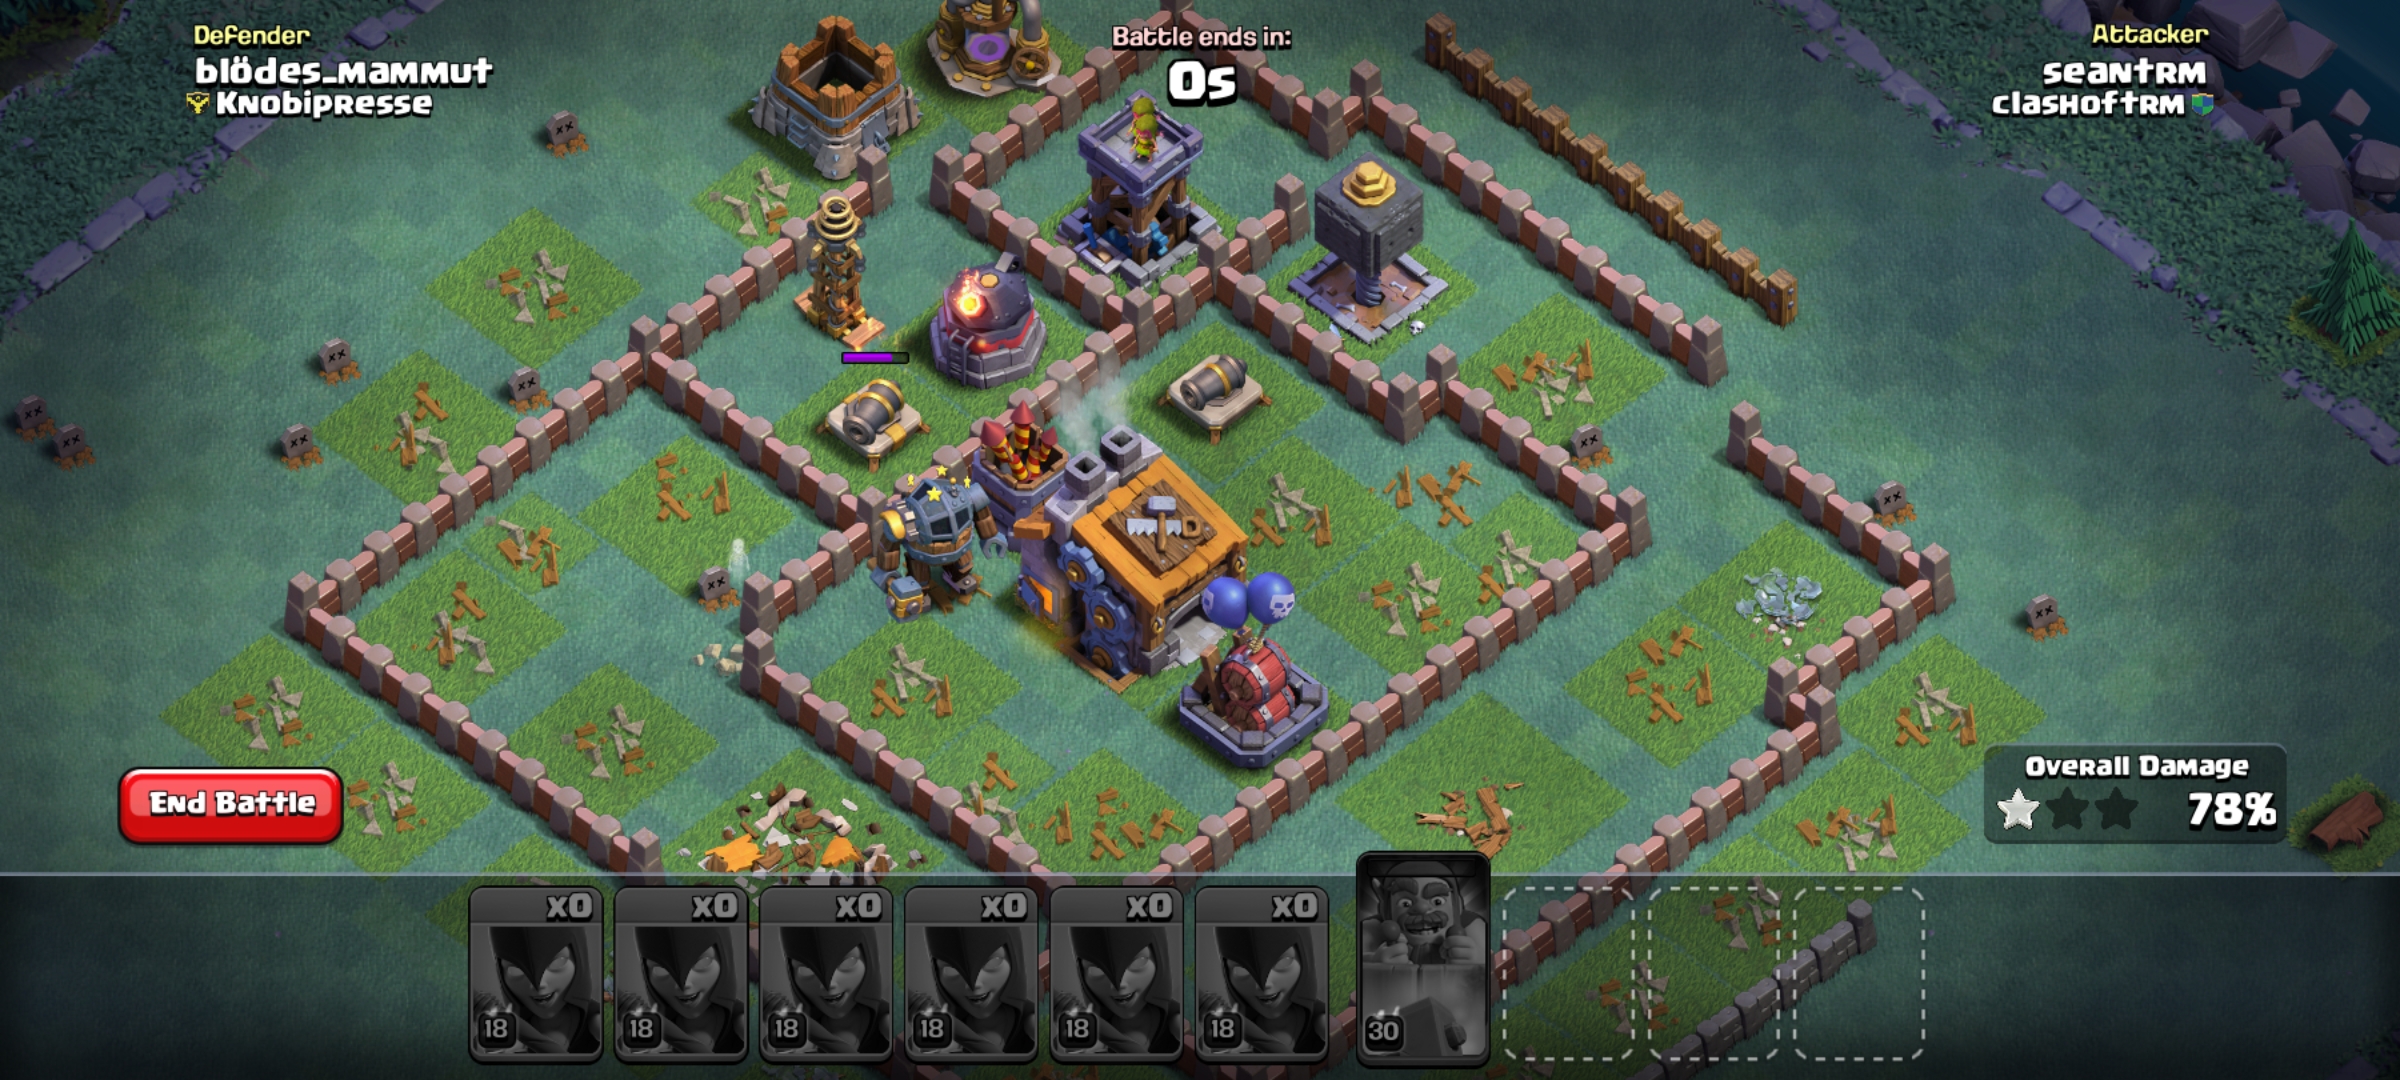 Defender
blödes_mammut
Knobipresse
Battle ends in:
0s
Attacker
seantRM
clashoftRM
End Battle
Overall Damage
78%
x0
x0
x0
x0
x0
x0
18
18
18
18
18
18
30